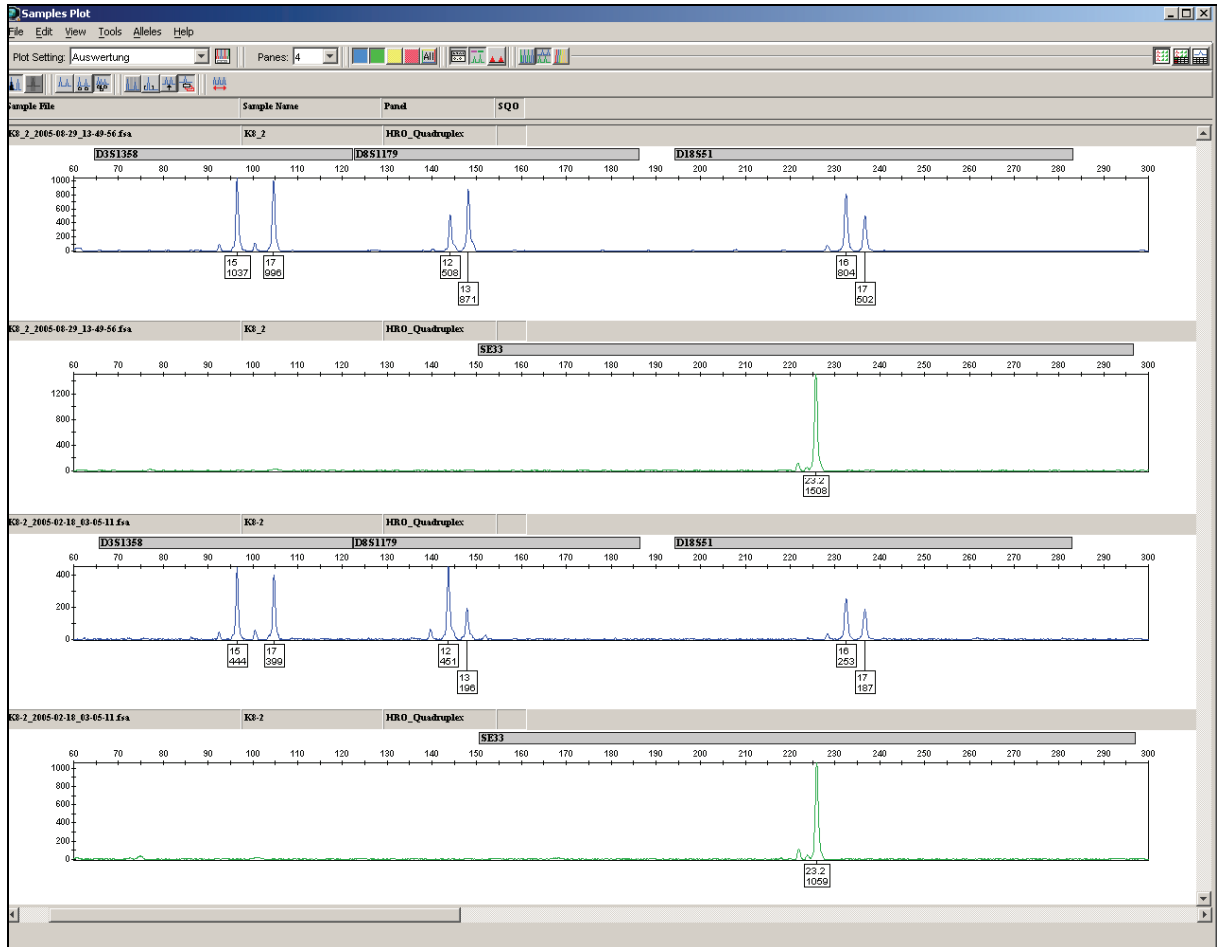 Samples Plot
File Edit View Tools Alleles Help
Plot Setting: Auswertung Panes: 4 All
Sample File Sample Name Panel SQO
K8_2_2005-08-29_13-49-56.fsa K8_2 HRO_Quadruplex
D3S1358 D8S1179 D18S51
60 70 80 90 100 110 120 130 140 150 160 170 180 190 200 210 220 230 240 250 260 270 280 290 300
1000
800
600
400
200
0
15 17 12 16
1037 996 508 804
13 17
871 502
K8_2_2005-08-29_13-49-56.fsa K8_2 HRO_Quadruplex
SE33
60 70 80 90 100 110 120 130 140 150 160 170 180 190 200 210 220 230 240 250 260 270 280 290 300
1200
800
400
0
23.2
1508
K8-2_2005-02-18_03-05-11.fsa K8-2 HRO_Quadruplex
D3S1358 D8S1179 D18S51
60 70 80 90 100 110 120 130 140 150 160 170 180 190 200 210 220 230 240 250 260 270 280 290 300
400
200
0
15 17 12 16
444 399 451 253
13 17
196 187
K8-2_2005-02-18_03-05-11.fsa K8-2 HRO_Quadruplex
SE33
60 70 80 90 100 110 120 130 140 150 160 170 180 190 200 210 220 230 240 250 260 270 280 290 300
1000
800
600
400
200
0
23.2
1059